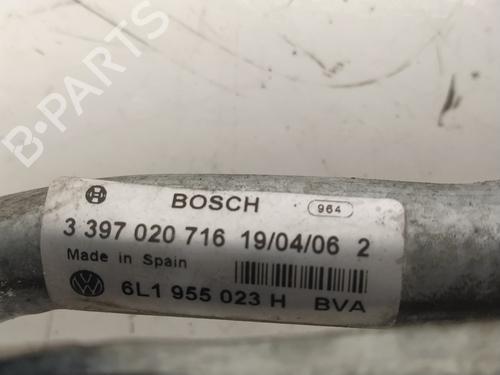 B-PARTS
BOSCH 964
3 397 020 716 19/04/06 2
Made in Spain
6L1 955 023 H BVA